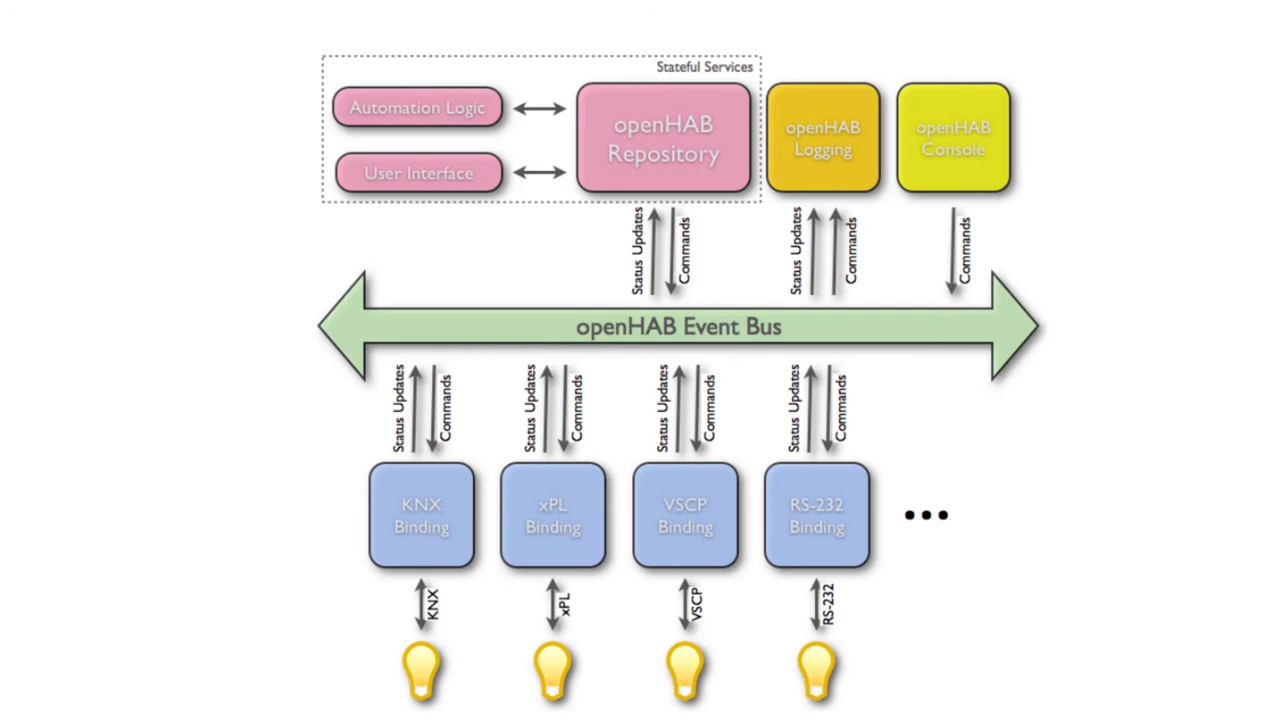 Stateful Services
Automation Logic
User Interface
openHAB
Repository
openHAB
Logging
openHAB
Console
Status Updates
Commands
Status Updates
Commands
Commands
openHAB Event Bus
Status Updates
Commands
Status Updates
Commands
Status Updates
Commands
Status Updates
Commands
KNX
Binding
xPL
Binding
VSCP
Binding
RS-232
Binding
...
KNX
xPL
VSCP
RS-232